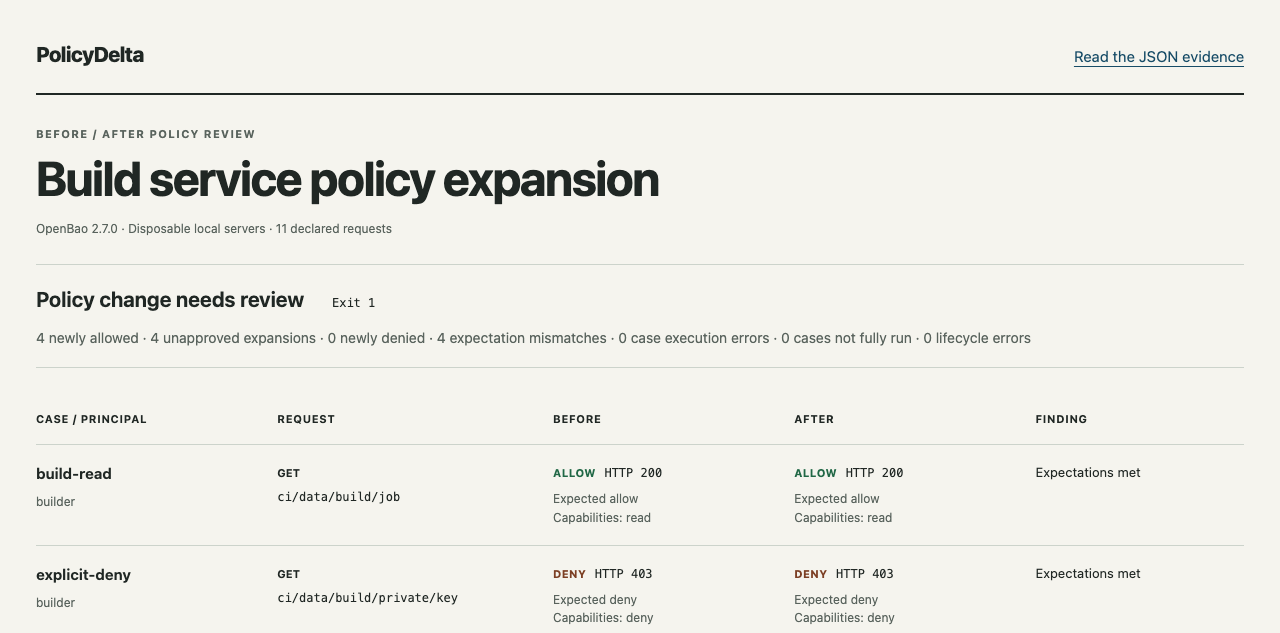 PolicyDelta
Read the JSON evidence
BEFORE / AFTER POLICY REVIEW
Build service policy expansion
OpenBao 2.7.0 · Disposable local servers · 11 declared requests
Policy change needs review Exit 1
4 newly allowed · 4 unapproved expansions · 0 newly denied · 4 expectation mismatches · 0 case execution errors · 0 cases not fully run · 0 lifecycle errors
CASE / PRINCIPAL REQUEST BEFORE AFTER FINDING
build-read GET ALLOW HTTP 200 ALLOW HTTP 200 Expectations met
builder ci/data/build/job Expected allow Expected allow
Capabilities: read Capabilities: read
explicit-deny GET DENY HTTP 403 DENY HTTP 403 Expectations met
builder ci/data/build/private/key Expected deny Expected deny
Capabilities: deny Capabilities: deny